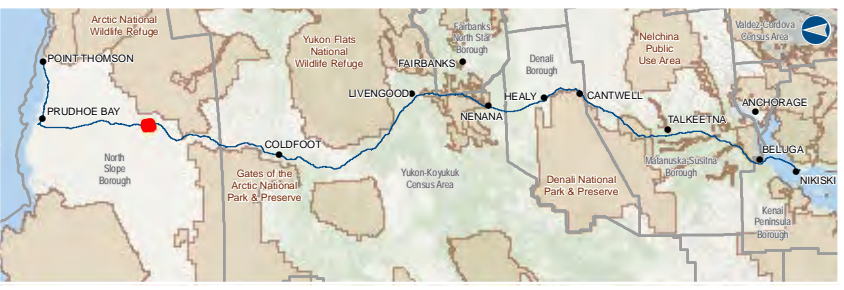 Arctic National
Wildlife Refuge
POINT THOMSON
PRUDHOE BAY
North
Slope
Borough
COLDFOOT
Gates of the
Arctic National
Park & Preserve
Yukon Flats
National
Wildlife Refuge
LIVENGOOD
FAIRBANKS
Fairbanks
North Star
Borough
NENANA
Yukon-Koyukuk
Census Area
Denali
Borough
HEALY
CANTWELL
Denali National
Park & Preserve
Nelchina
Public
Use Area
TALKEETNA
Matanuska-Susitna
Borough
Valdez-Cordova
Census Area
ANCHORAGE
BELUGA
NIKISKI
Kenai
Peninsula
Borough